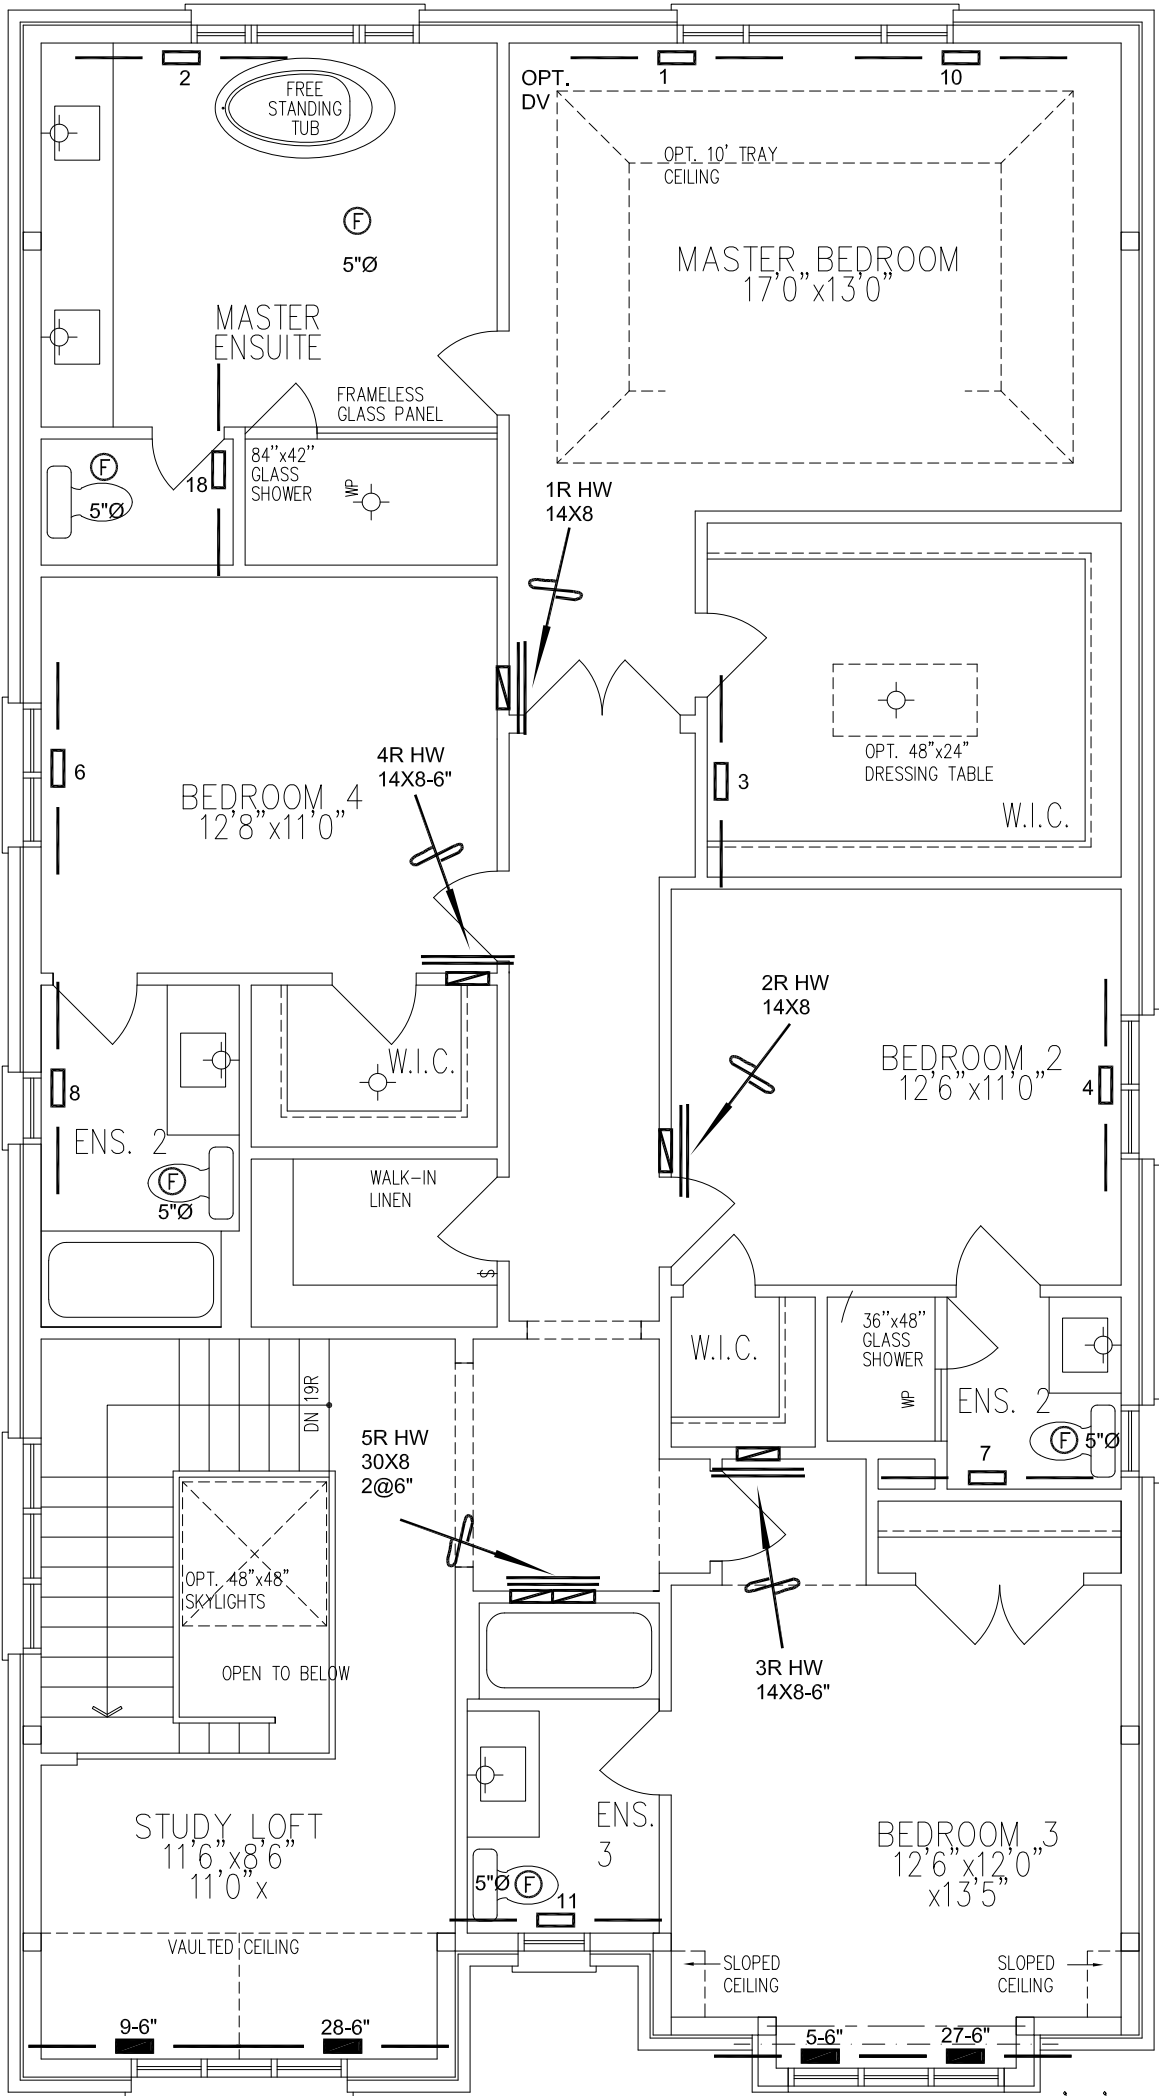 2
1
10
OPT.
DV
FREE
STANDING
TUB
OPT. 10' TRAY
CEILING
F
5"Ø
MASTER BEDROOM
17'0"x13'0"
MASTER
ENSUITE
FRAMELESS
GLASS PANEL
F
5"Ø
18
84"x42"
GLASS
SHOWER
WP
1R HW
14X8
6
BEDROOM 4
12'8"x11'0"
4R HW
14X8-6"
3
OPT. 48"x24"
DRESSING TABLE
W.I.C.
2R HW
14X8
BEDROOM 2
12'6"x11'0"
4
8
ENS. 2
F
5"Ø
W.I.C.
WALK-IN
LINEN
S
W.I.C.
36"x48"
GLASS
SHOWER
WP
ENS. 2
F
5"Ø
7
DN 19R
5R HW
30X8
2@6"
OPT. 48"x48"
SKYLIGHTS
OPEN TO BELOW
3R HW
14X8-6"
STUDY LOFT
11'6"x8'6"
11'0"x
ENS.
3
5"Ø
F
11
BEDROOM 3
12'6"x12'0"
x13'5"
VAULTED CEILING
SLOPED
CEILING
SLOPED
CEILING
9-6"
28-6"
5-6"
27-6"